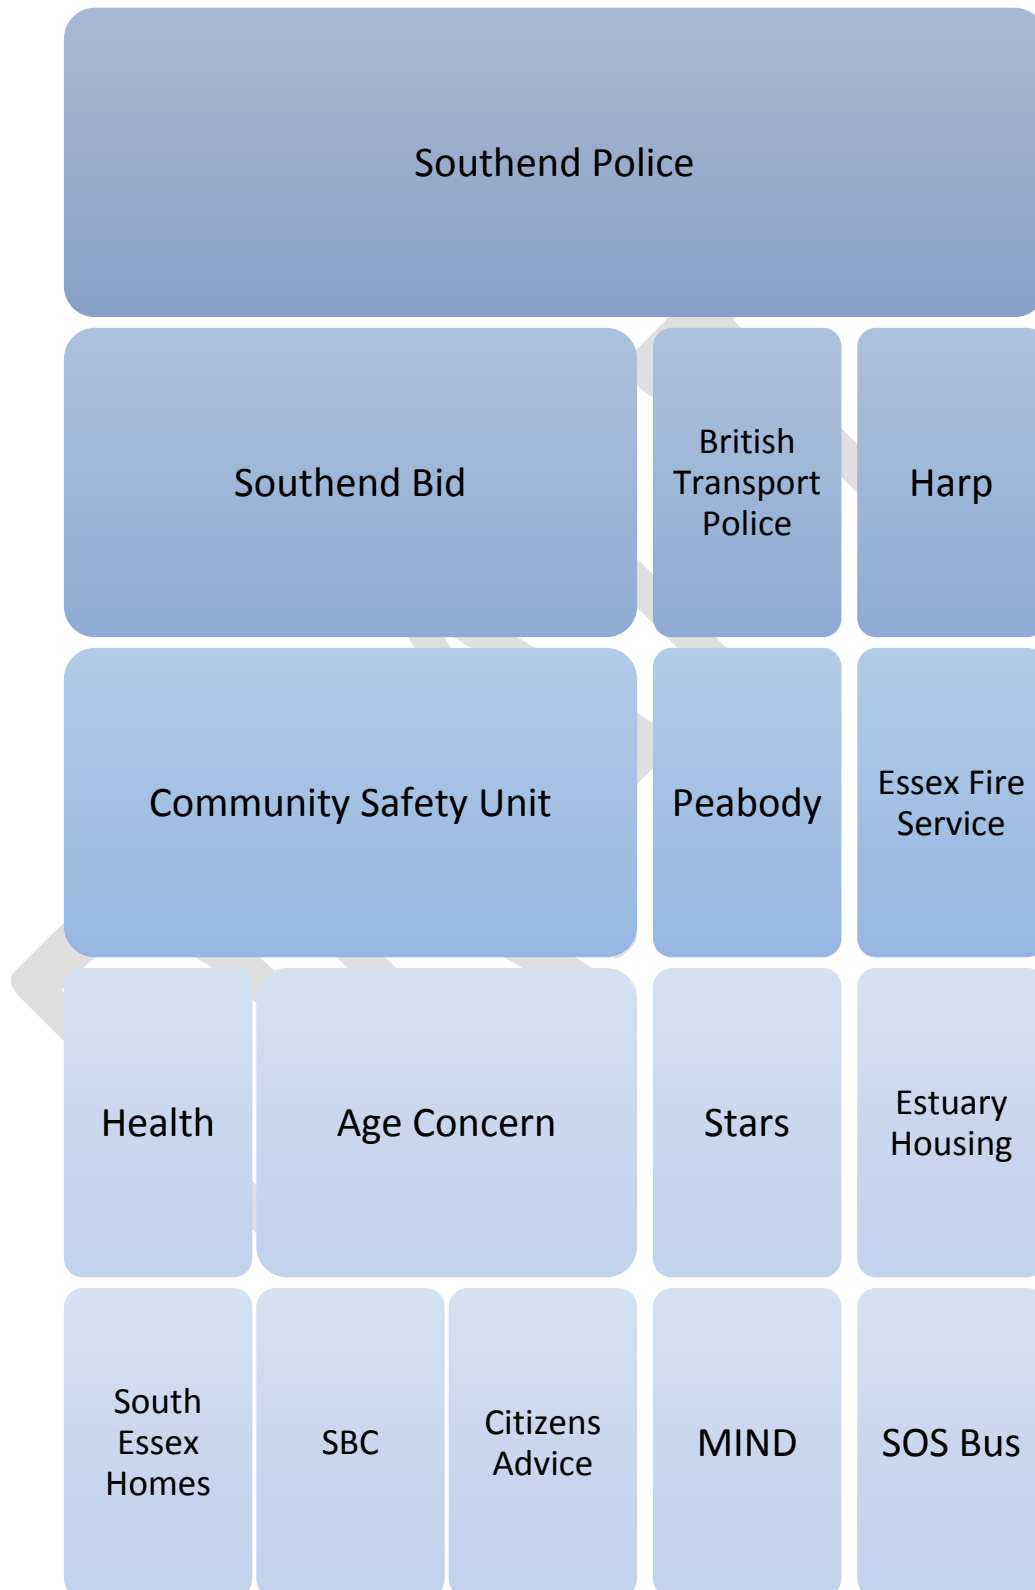 Southend Police
Southend Bid
British
Transport
Police
Harp
Community Safety Unit
Peabody
Essex Fire
Service
Health
Age Concern
Stars
Estuary
Housing
South
Essex
Homes
SBC
Citizens
Advice
MIND
SOS Bus